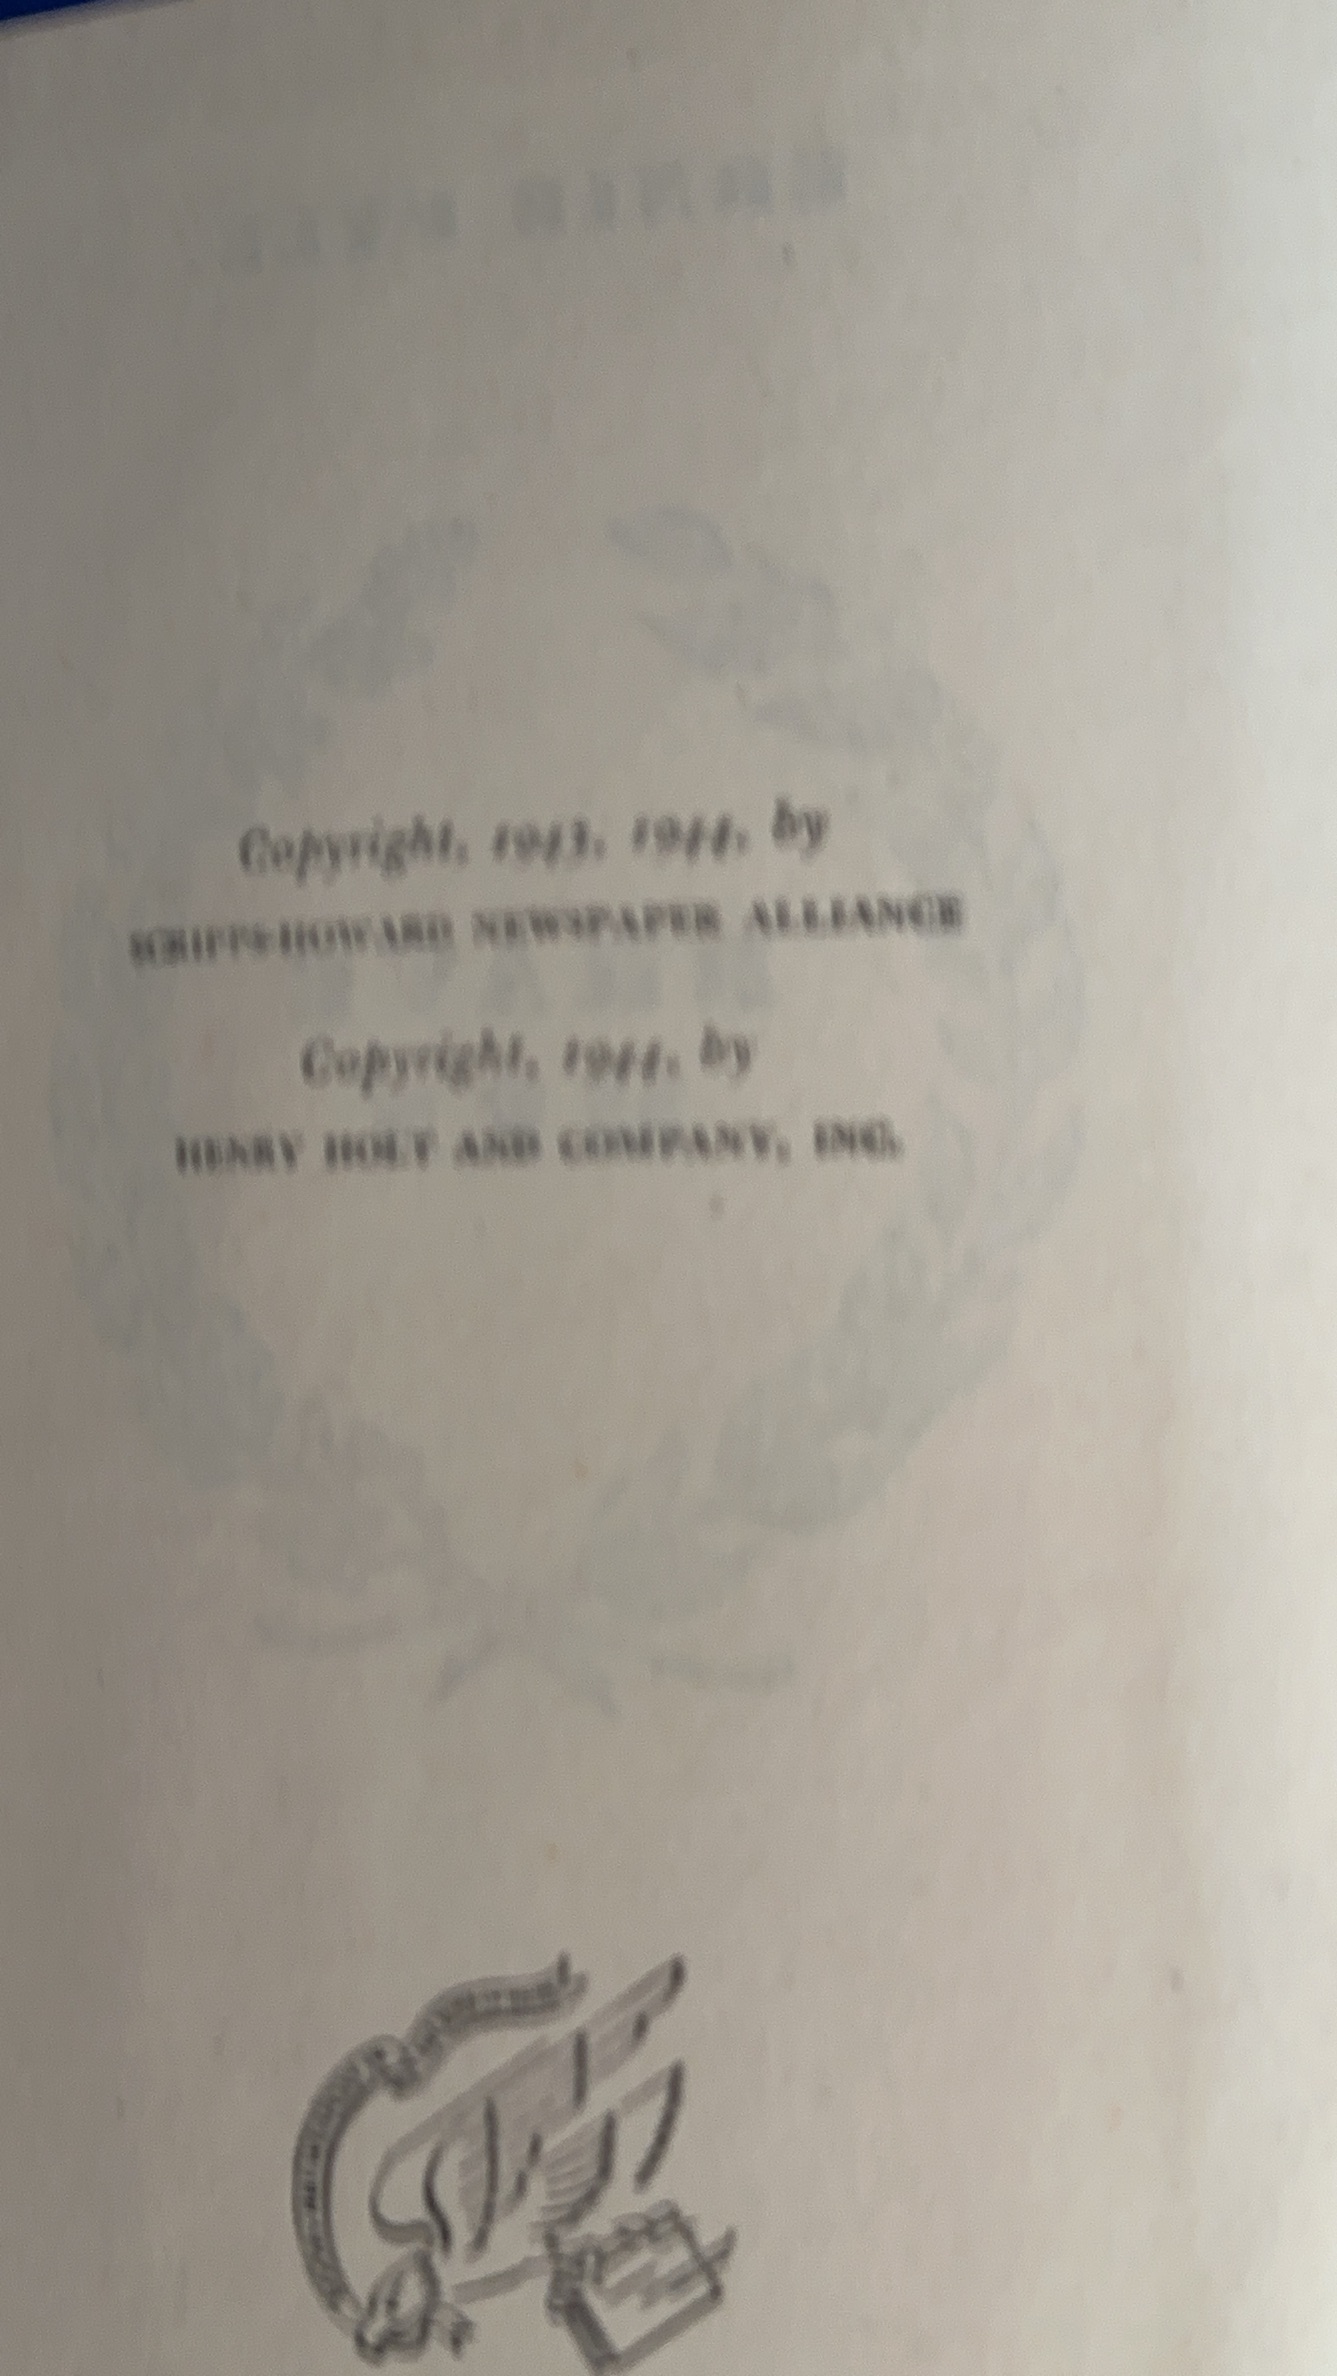 Copyright, 1943, 1944, by
SCRIPPS-HOWARD NEWSPAPER ALLIANCE
Copyright, 1944, by
HENRY HOLT AND COMPANY, INC.